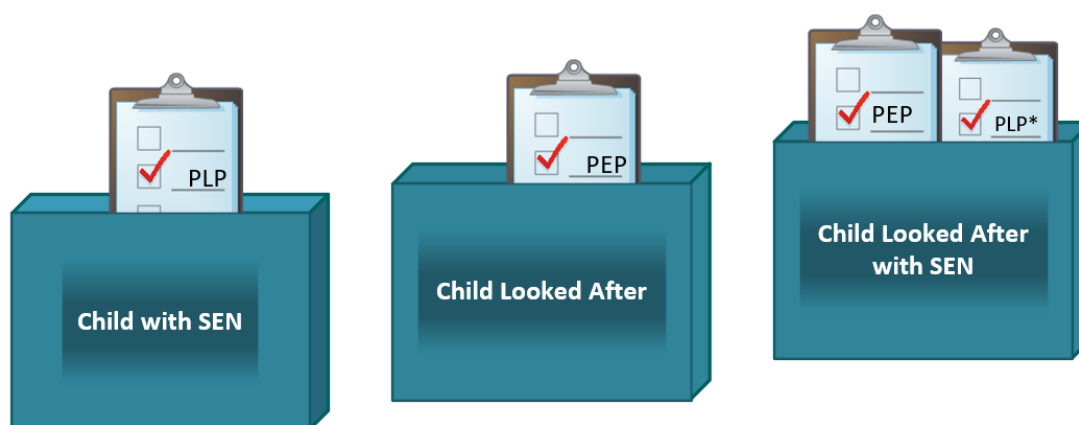 PLP
Child with SEN
PEP
Child Looked After
PEP
PLP*
Child Looked After
with SEN